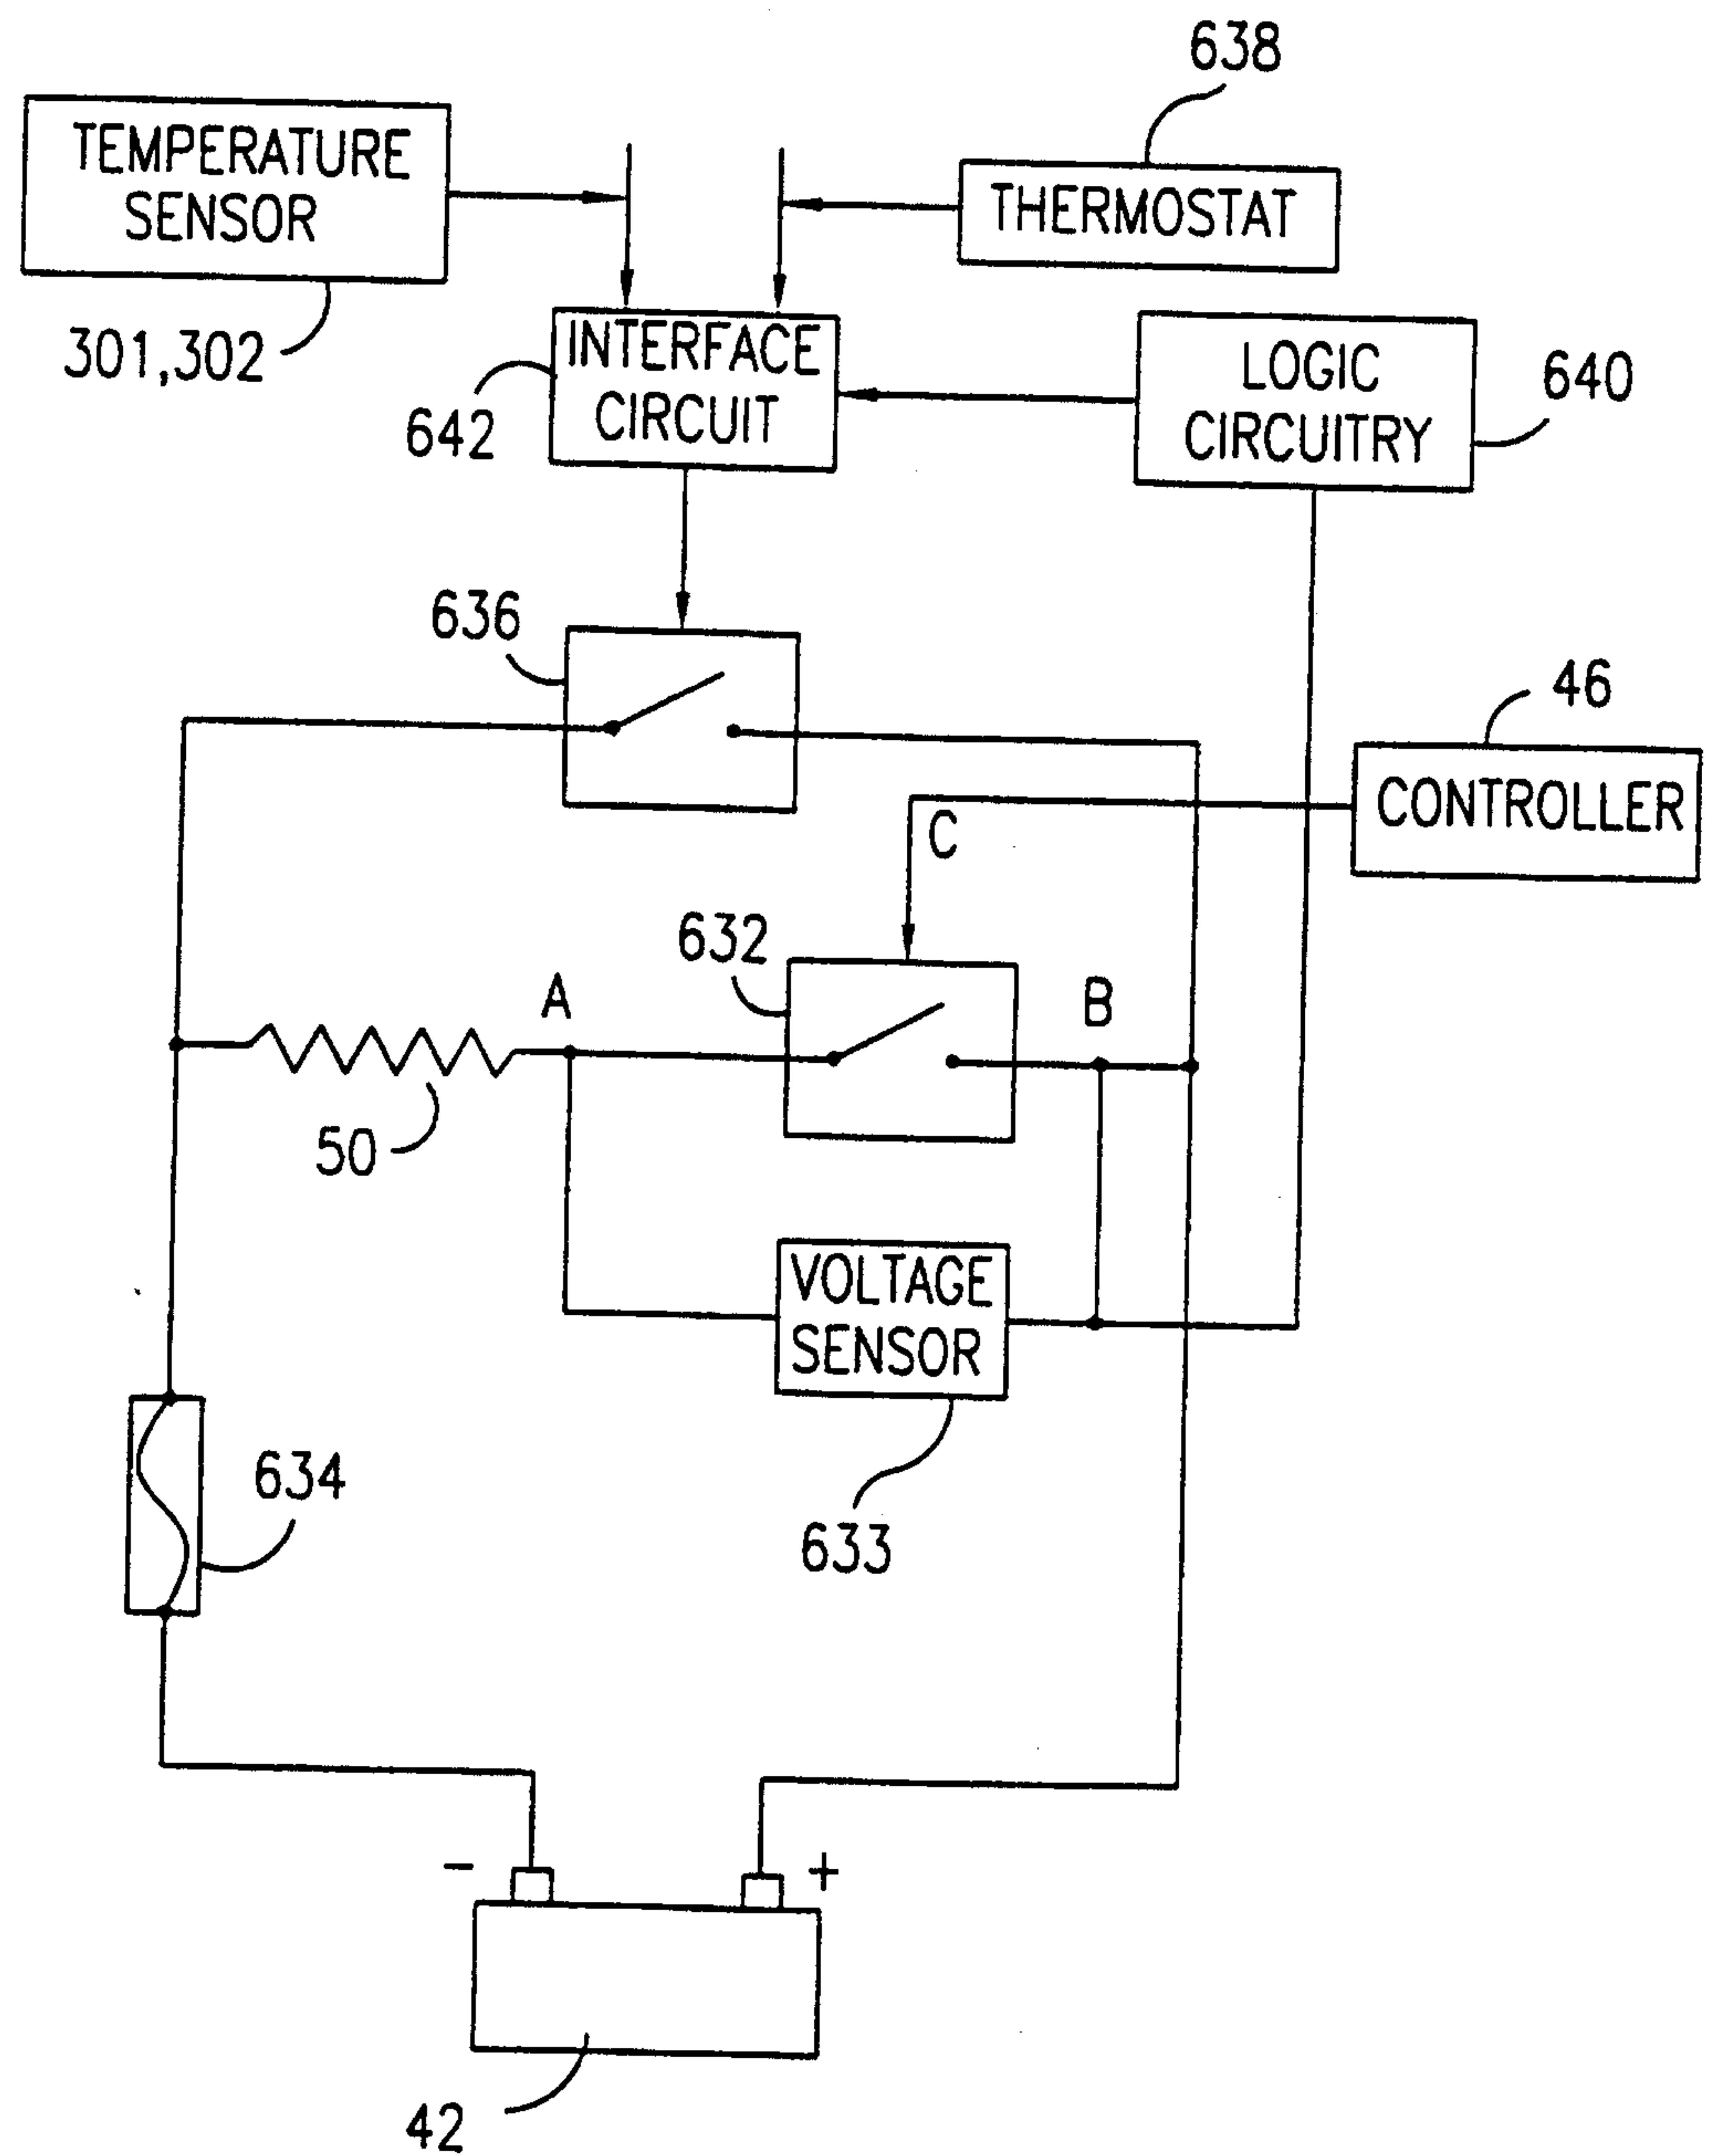 638
TEMPERATURE
SENSOR
THERMOSTAT
301,302
INTERFACE
CIRCUIT
642
LOGIC
CIRCUITRY
640
636
46
CONTROLLER
C
632
A
B
50
VOLTAGE
SENSOR
634
633
-
+
42